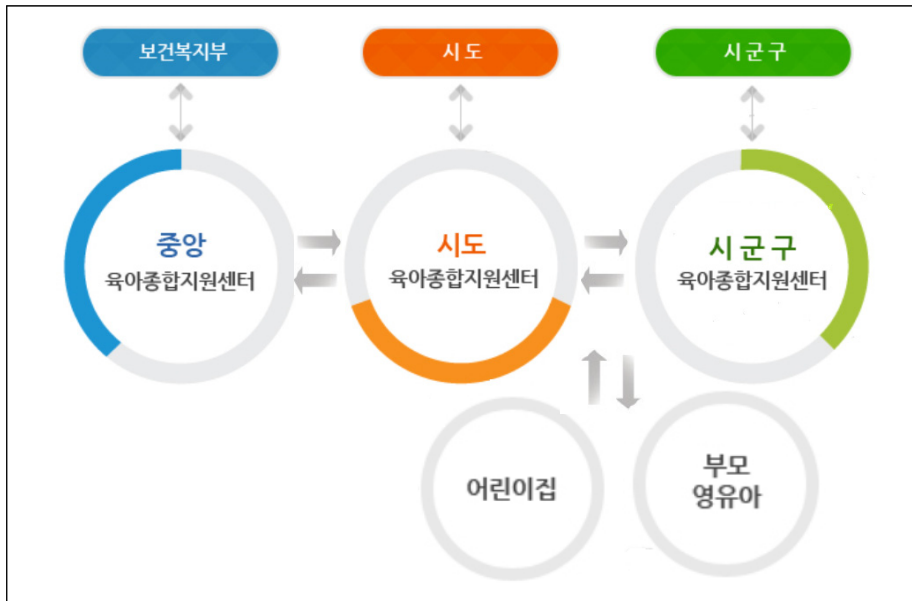 보건복지부
시 도
시 군 구
중앙
육아종합지원센터
시도
육아종합지원센터
시 군 구
육아종합지원센터
어린이집
부모
영유아